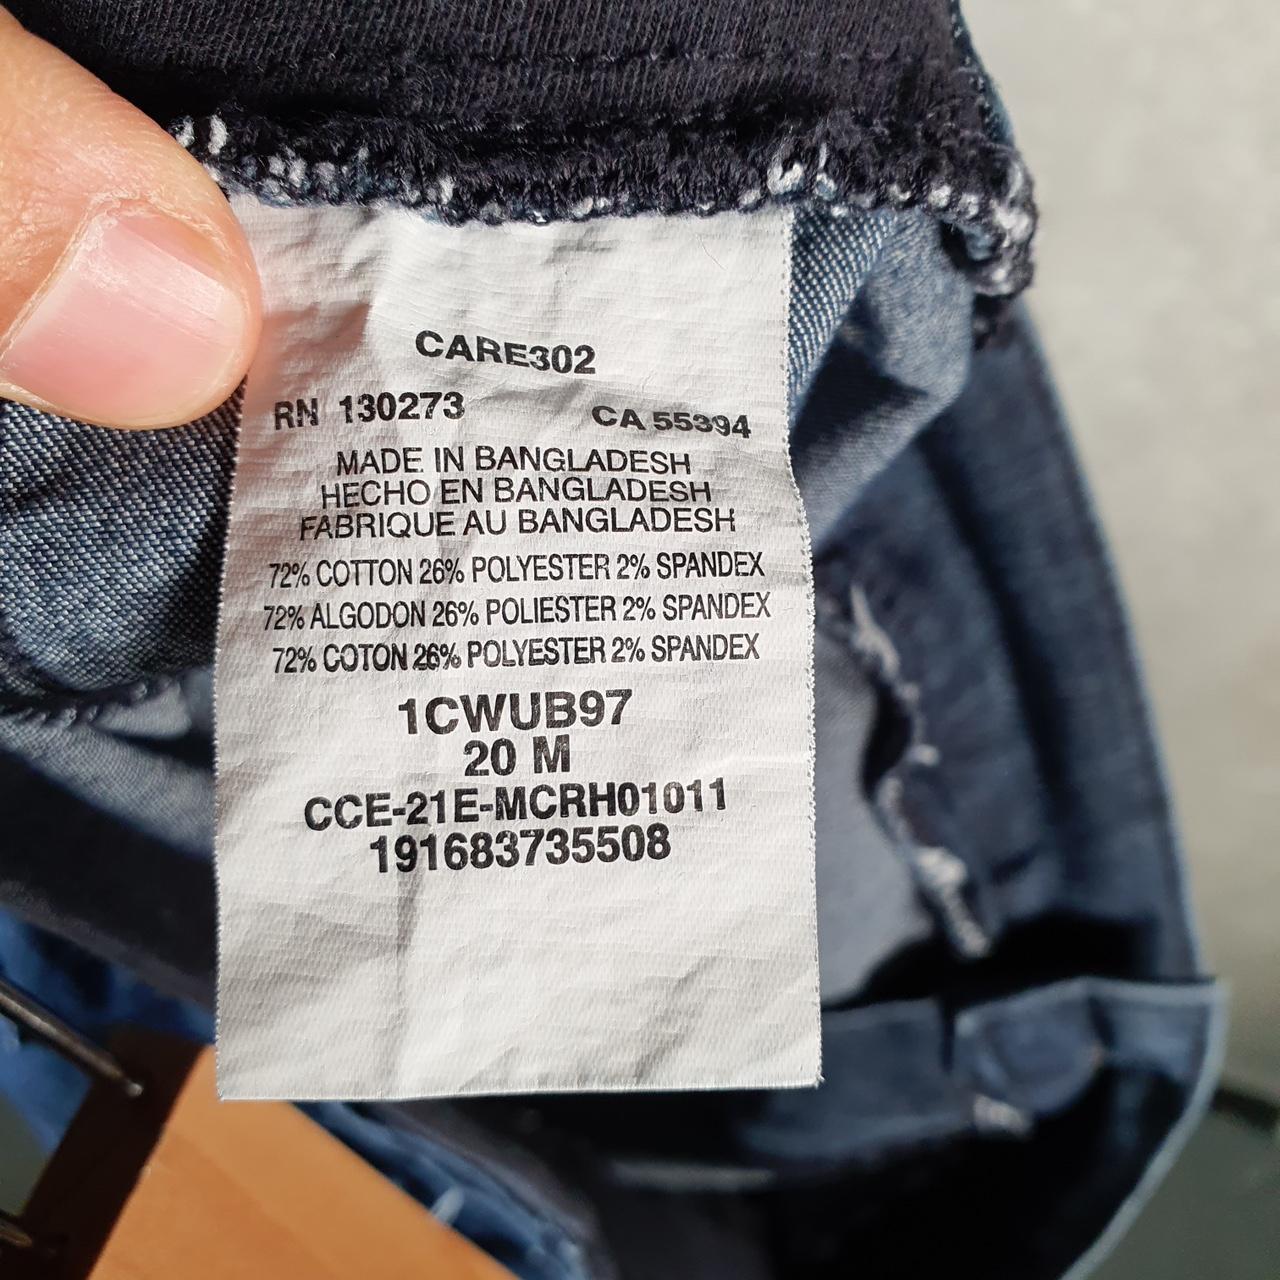 CARE302
RN 130273 CA 55394
MADE IN BANGLADESH
HECHO EN BANGLADESH
FABRIQUE AU BANGLADESH
72% COTTON 26% POLYESTER 2% SPANDEX
72% ALGODON 26% POLIESTER 2% SPANDEX
72% COTON 26% POLYESTER 2% SPANDEX
1CWUB97
20 M
CCE-21E-MCRH01011
191683735508